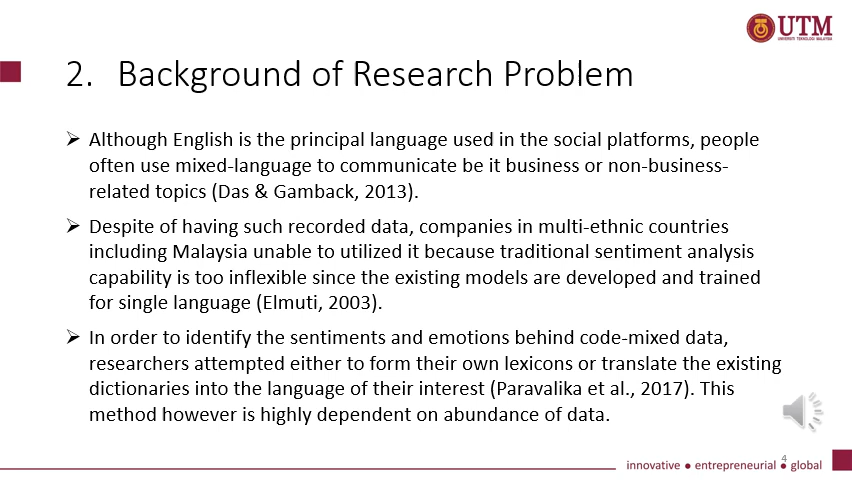 UTM
UNIVERSITI TEKNOLOGI MALAYSIA
2. Background of Research Problem
➢ Although English is the principal language used in the social platforms, people
often use mixed-language to communicate be it business or non-business-
related topics (Das & Gamback, 2013).
➢ Despite of having such recorded data, companies in multi-ethnic countries
including Malaysia unable to utilized it because traditional sentiment analysis
capability is too inflexible since the existing models are developed and trained
for single language (Elmuti, 2003).
➢ In order to identify the sentiments and emotions behind code-mixed data,
researchers attempted either to form their own lexicons or translate the existing
dictionaries into the language of their interest (Paravalika et al., 2017). This
method however is highly dependent on abundance of data.
4
innovative ● entrepreneurial ● global